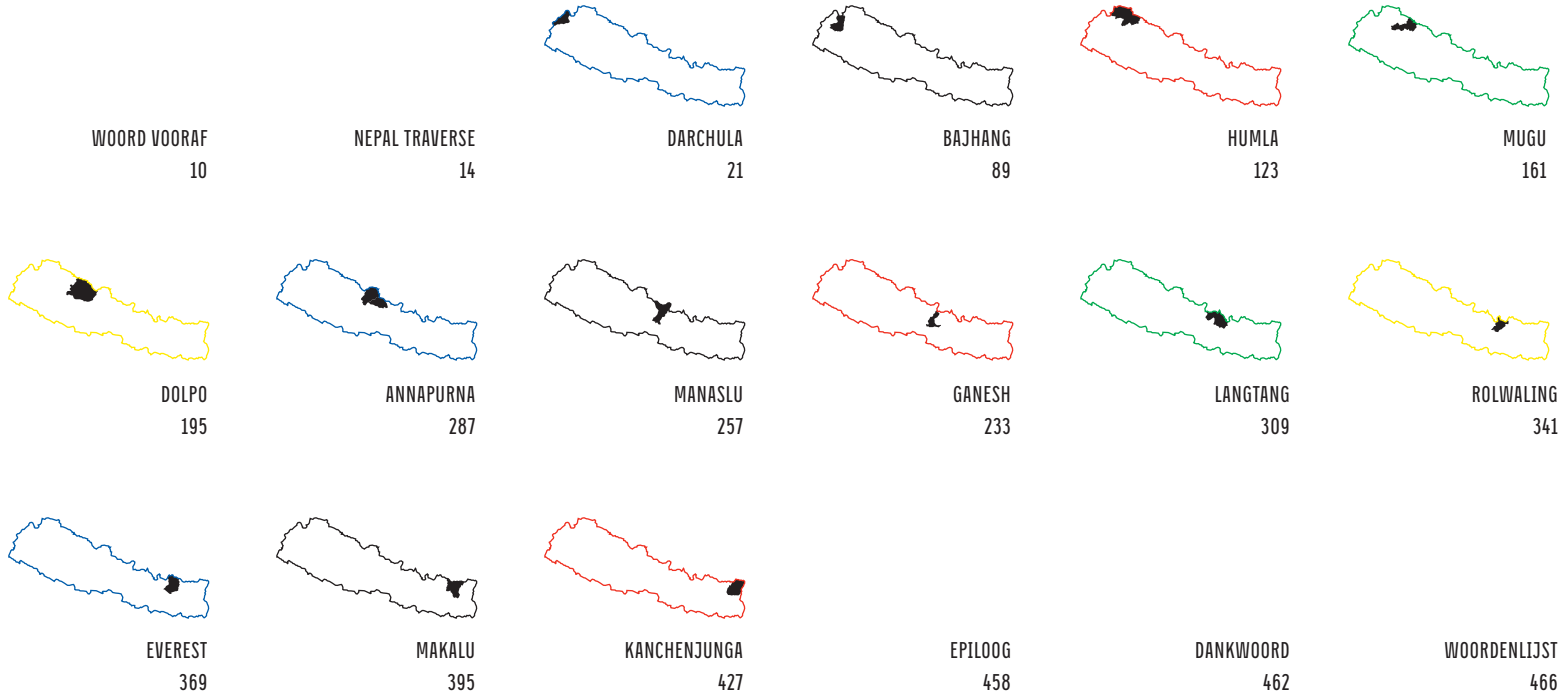 WOORD VOORAF
10
NEPAL TRAVERSE
14
DARCHULA
21
BAJHANG
89
HUMLA
123
MUGU
161
DOLPO
195
ANNAPURNA
287
MANASLU
257
GANESH
233
LANGTANG
309
ROLWALING
341
EVEREST
369
MAKALU
395
KANCHENJUNGA
427
EPILOOG
458
DANKWOORD
462
WOORDENLIJST
466